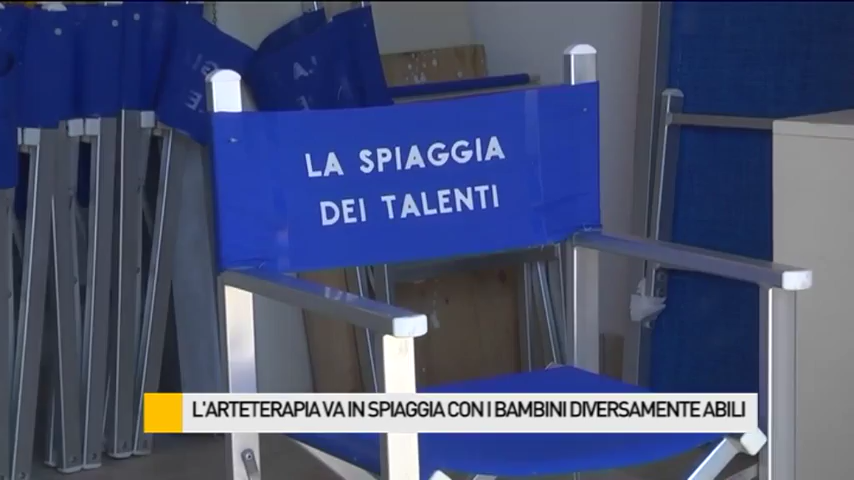 LA SPIAGGIA
DEI TALENTI
L'ARTETERAPIA VA IN SPIAGGIA CON I BAMBINI DIVERSAMENTE ABILI